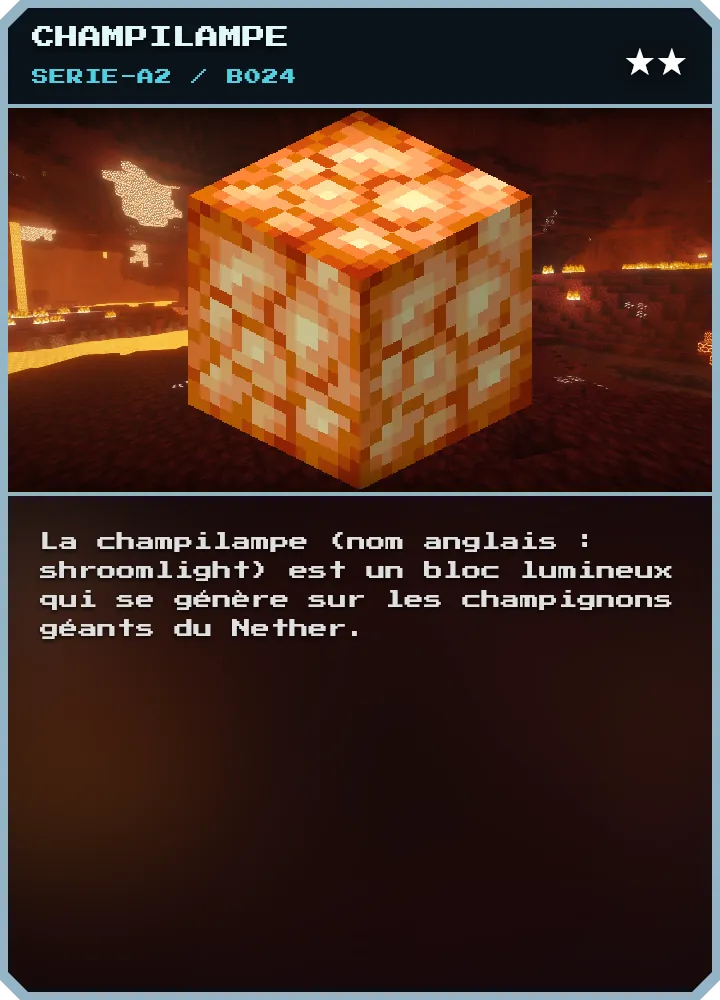 CHAMPILAMPE
SERIE-A2 / B024
★★
La champilampe (nom anglais :
shroomlight) est un bloc lumineux
qui se génère sur les champignons
géants du Nether.